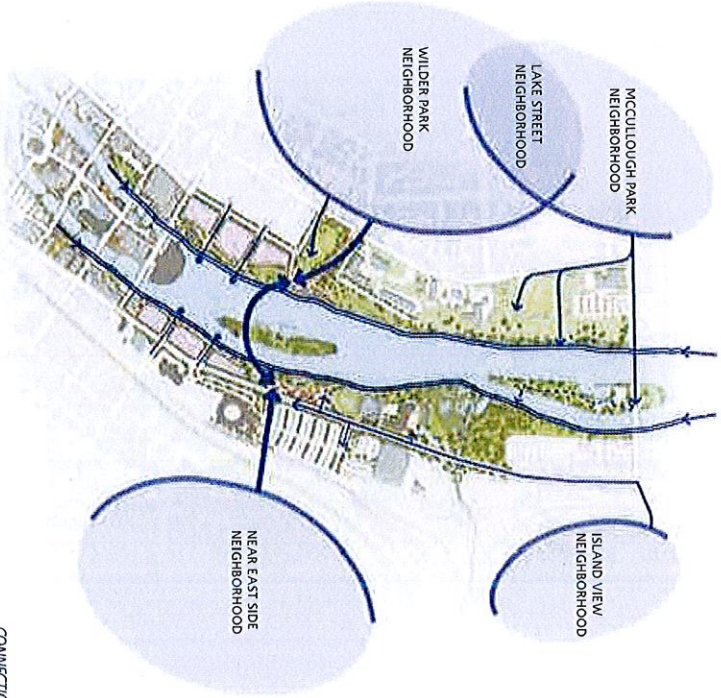 WILDER PARK
NEIGHBORHOOD
LAKE STREET
NEIGHBORHOOD
MCCULLOUGH PARK
NEIGHBORHOOD
NEAR EAST SIDE
NEIGHBORHOOD
ISLAND VIEW
NEIGHBORHOOD